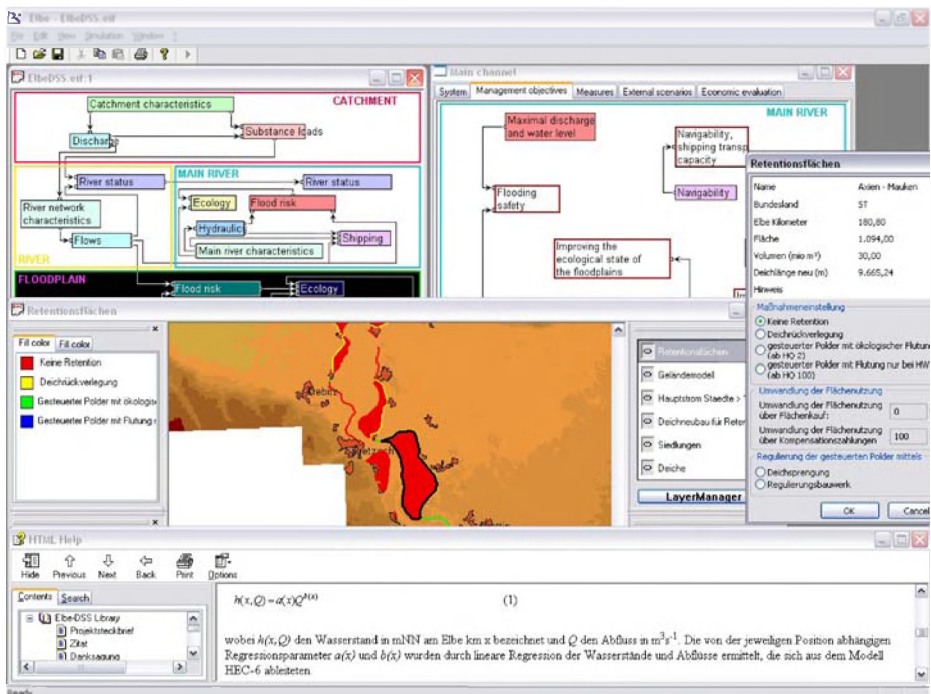 Elbe - ElbeDSS.eif
File Edit View Simulation Window ?
ElbeDSS.eif:1
CATCHMENT
Catchment characteristics
Substance loads
Discharge
RIVER
River status
River network
characteristics
Flows
MAIN RIVER
River status
Ecology
Flood risk
Hydraulics
Shipping
Main river characteristics
FLOODPLAIN
Flood risk
Ecology
Main channel
System Management objectives Measures External scenarios Economic evaluation
MAIN RIVER
Maximal discharge
and water level
Navigability,
shipping transp
capacity
Flooding
safety
Navigability
Improving the
ecological state of
the floodplains
Retentionsflächen
Name Axien - Mauken
Bundesland ST
Elbe Kilometer 180,80
Fläche 1.094,00
Volumen (mio m³) 30,00
Deichlänge neu (m) 9.665,24
Hinweis
Maßnahmeneinstellung
Keine Retention
Deichrückverlegung
gesteuerter Polder mit ökologischer Flutun
(ab HQ 2)
gesteuerter Polder mit Flutung nur bei HW
(ab HQ 100)
Umwandlung der Flächennutzung
Umwandlung der Flächennutzung
über Flächenkauf: 0
Umwandlung der Flächennutzung
über Kompensationszahlungen 100
Regulierung der gesteuerten Polder mittels
Deichsprengung
Regulierungsbauwerk
OK Cancel
Retentionsflächen
Fill color Fill color
Keine Retention
Deichrückverlegung
Gesteuerter Polder mit ökologis
Gesteuerter Polder mit Flutung n
Retentionsflächen
Geländemodell
Hauptstrom Staedte >
Deichneubau für Reter
Siedlungen
Deiche
LayerManager
HTML Help
Hide Previous Next Back Print Options
Contents Search
Elbe-DSS Library
Projektsteckbrief
Zitat
Danksagung
h(x,Q) = a(x)Q^b(x) (1)
wobei h(x,Q) den Wasserstand in mNN am Elbe km x bezeichnet und Q den Abfluss in m³s⁻¹. Die von der jeweiligen Position abhängigen
Regressionsparameter a(x) und b(x) wurden durch lineare Regression der Wasserstände und Abflüsse ermittelt, die sich aus dem Modell
HEC-6 ableiteten.
Ready